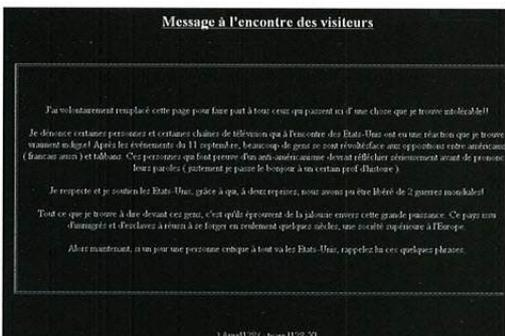 Message à l'encontre des visiteurs
J'ai volontairement remplacé cette page pour faire part à tous ceux qui passent ici d' une chose que je trouve intolérable!!
Je dénonce certaines personnes et certaines chaînes de télévision qui à l'encontre des Etats-Unis ont eu une réaction que je trouve
vraiment indigne! Après les événements du 11 septembre, beaucoup de gens se sont face aux oppositions entre américains
( francais aussi ) et talibans. Ces personnes qui font preuve d'un anti-américanisme devrait réfléchir sérieusement avant de prononc
leurs paroles ( justement je passe le bonjour à un certain prof d'histoire ).
Je respecte et je soutien les Etats-Unis, grâce à qui, à deux reprises, nous avons pu être libéré de 2 guerres mondiales!
Tout ce que je trouve à dire devant ces gens, c'est qu'ils éprouvent de la jalousie envers cette grande puissance. Ce pays issu
d'immigrés et d'esclaves à réussi à se forger en seulement quelques siècles, une société supérieure à l'Europe.
Alors maintenant, si un jour une personne critique à tout va les Etats-Unis, rappelez lui ces quelques phrases.